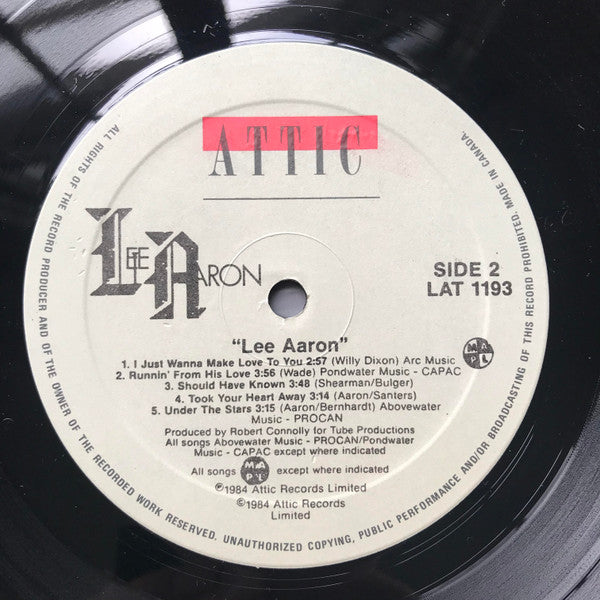 ATTIC
LEE AARON
SIDE 2
LAT 1193
"Lee Aaron"
1. I Just Wanna Make Love To You 2:57 (Willy Dixon) Arc Music
MAPL
2. Runnin' From His Love 3:56 (Wade) Pondwater Music - CAPAC
3. Should Have Known 3:48 (Shearman/Bulger)
4. Took Your Heart Away 3:14 (Aaron/Santers)
5. Under The Stars 3:15 (Aaron/Bernhardt) Abovewater
Music - PROCAN
Produced by Robert Connolly for Tube Productions
All songs Abovewater Music - PROCAN/Pondwater
Music - CAPAC except where indicated
All songs MAPL except where indicated
℗1984 Attic Records Limited
©1984 Attic Records
Limited
ALL RIGHTS OF THE RECORD PRODUCER AND OF THE OWNER OF THE RECORDED WORK RESERVED. UNAUTHORIZED COPYING, PUBLIC PERFORMANCE AND/OR BROADCASTING OF THIS RECORD PROHIBITED. MADE IN CANADA.